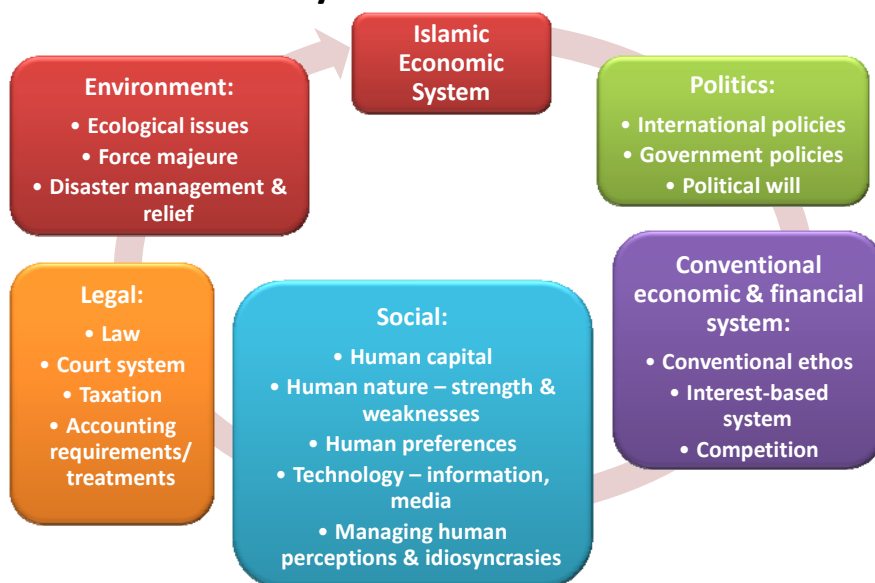 Islamic
Economic
System
Politics:
• International policies
• Government policies
• Political will
Conventional
economic & financial
system:
• Conventional ethos
• Interest-based
system
• Competition
Social:
• Human capital
• Human nature – strength &
weaknesses
• Human preferences
• Technology – information,
media
• Managing human
perceptions & idiosyncrasies
Legal:
• Law
• Court system
• Taxation
• Accounting
requirements/
treatments
Environment:
• Ecological issues
• Force majeure
• Disaster management &
relief